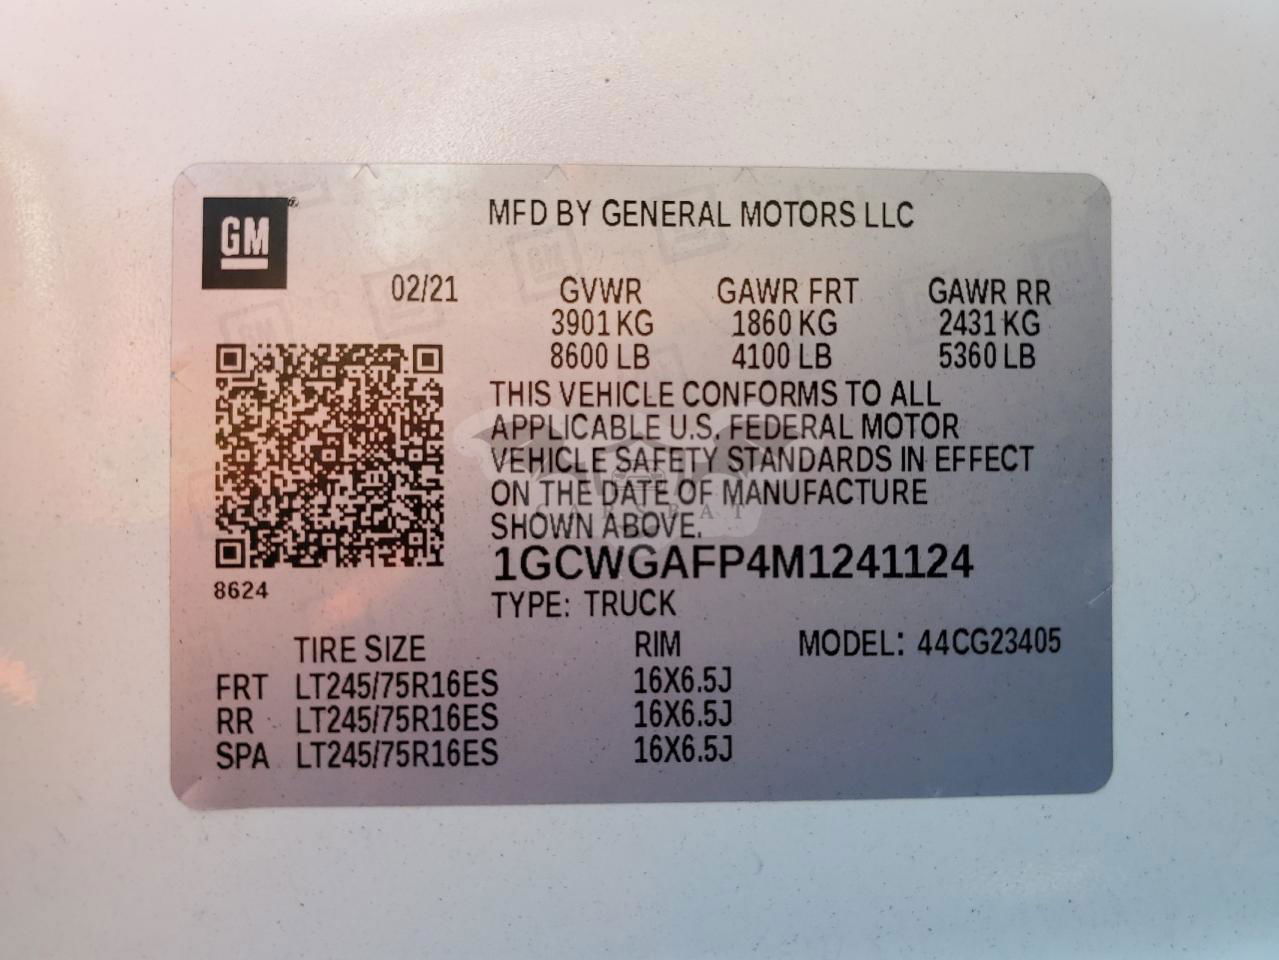 GM
MFD BY GENERAL MOTORS LLC
02/21 GVWR GAWR FRT GAWR RR
3901 KG 1860 KG 2431 KG
8600 LB 4100 LB 5360 LB
THIS VEHICLE CONFORMS TO ALL
APPLICABLE U.S. FEDERAL MOTOR
VEHICLE SAFETY STANDARDS IN EFFECT
ON THE DATE OF MANUFACTURE
SHOWN ABOVE.
1GCWGAFP4M1241124
8624
TYPE: TRUCK
TIRE SIZE RIM MODEL: 44CG23405
FRT LT245/75R16ES 16X6.5J
RR LT245/75R16ES 16X6.5J
SPA LT245/75R16ES 16X6.5J